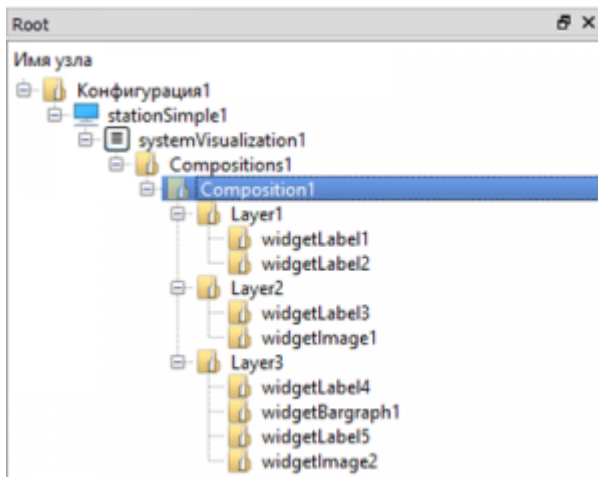 Root
Имя узла
Конфигурация1
stationSimple1
systemVisualization1
Compositions1
Composition1
Layer1
widgetLabel1
widgetLabel2
Layer2
widgetLabel3
widgetImage1
Layer3
widgetLabel4
widgetBargraph1
widgetLabel5
widgetImage2